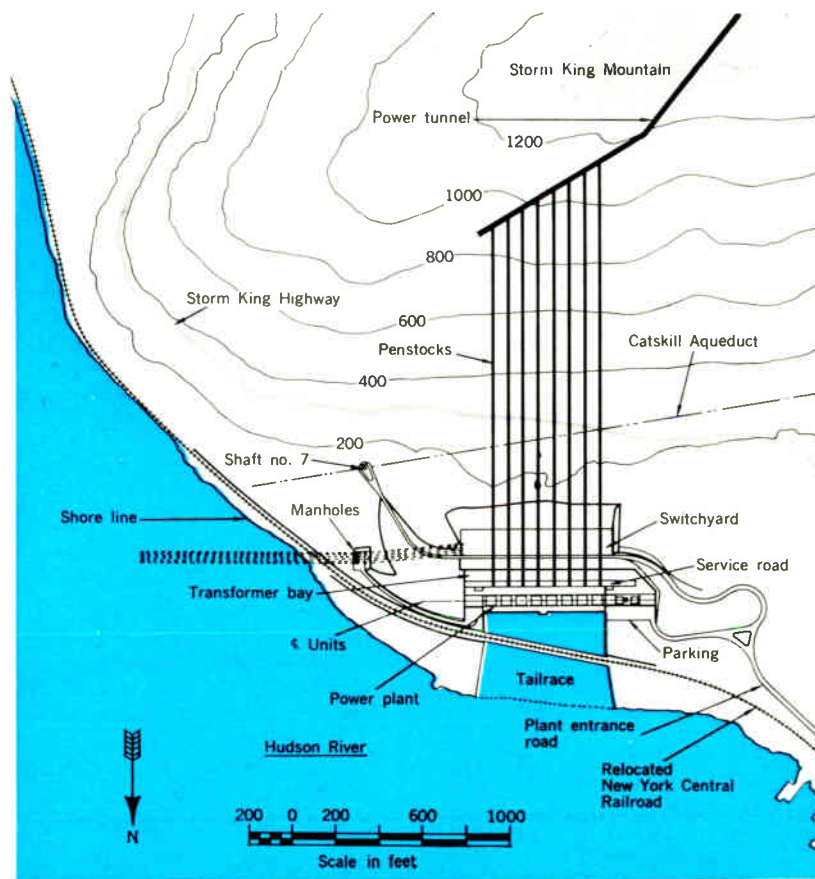 Storm King Mountain
Power tunnel
1200
1000
800
Storm King Highway
600
Catskill Aqueduct
Penstocks
400
200
Shaft no. 7
Manholes
Shore line
Switchyard
Service road
Transformer bay
℄ Units
Parking
Tailrace
Power plant
Plant entrance
road
Hudson River
Relocated
New York Central
Railroad
N
200 0 200 600 1000
Scale in feet